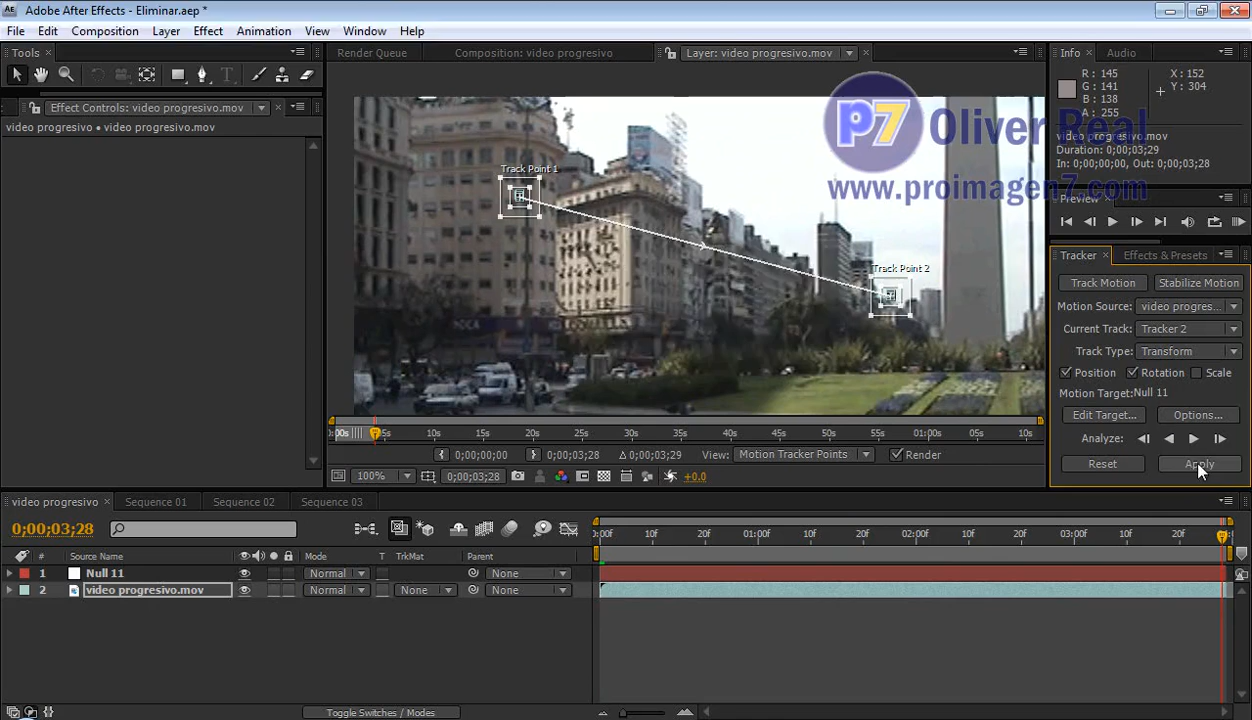 Adobe After Effects - Eliminar.aep *
File Edit Composition Layer Effect Animation View Window Help
Tools
Render Queue Composition: video progresivo Layer: video progresivo.mov
Info Audio
R: 145
G: 141
B: 138
A: 255
X: 152
Y: 304
Effect Controls: video progresivo.mov
video progresivo • video progresivo.mov
video progresivo.mov
Duration: 0;00;03;29
In: 0;00;00;00, Out: 0;00;03;28
p7 Oliver Real
www.proimagen7.com
Preview
Track Point 1
Track Point 2
Tracker Effects & Presets
Track Motion Stabilize Motion
Motion Source: video progres...
Current Track: Tracker 2
Track Type: Transform
Position Rotation Scale
Motion Target:Null 11
Edit Target... Options...
Analyze:
Reset Apply
:00s 5s 10s 15s 20s 25s 30s 35s 40s 45s 50s 55s 01:00s 05s 10s
0;00;00;00 0;00;03;28 Δ 0;00;03;29 View: Motion Tracker Points Render
100% 0;00;03;28 +0.0
video progresivo Sequence 01 Sequence 02 Sequence 03
0;00;03;28
:00f 10f 20f 01:00f 10f 20f 02:00f 10f 20f 03:00f 10f 20f
# Source Name Mode T TrkMat Parent
1 Null 11 Normal None
2 video progresivo.mov Normal None None
Toggle Switches / Modes